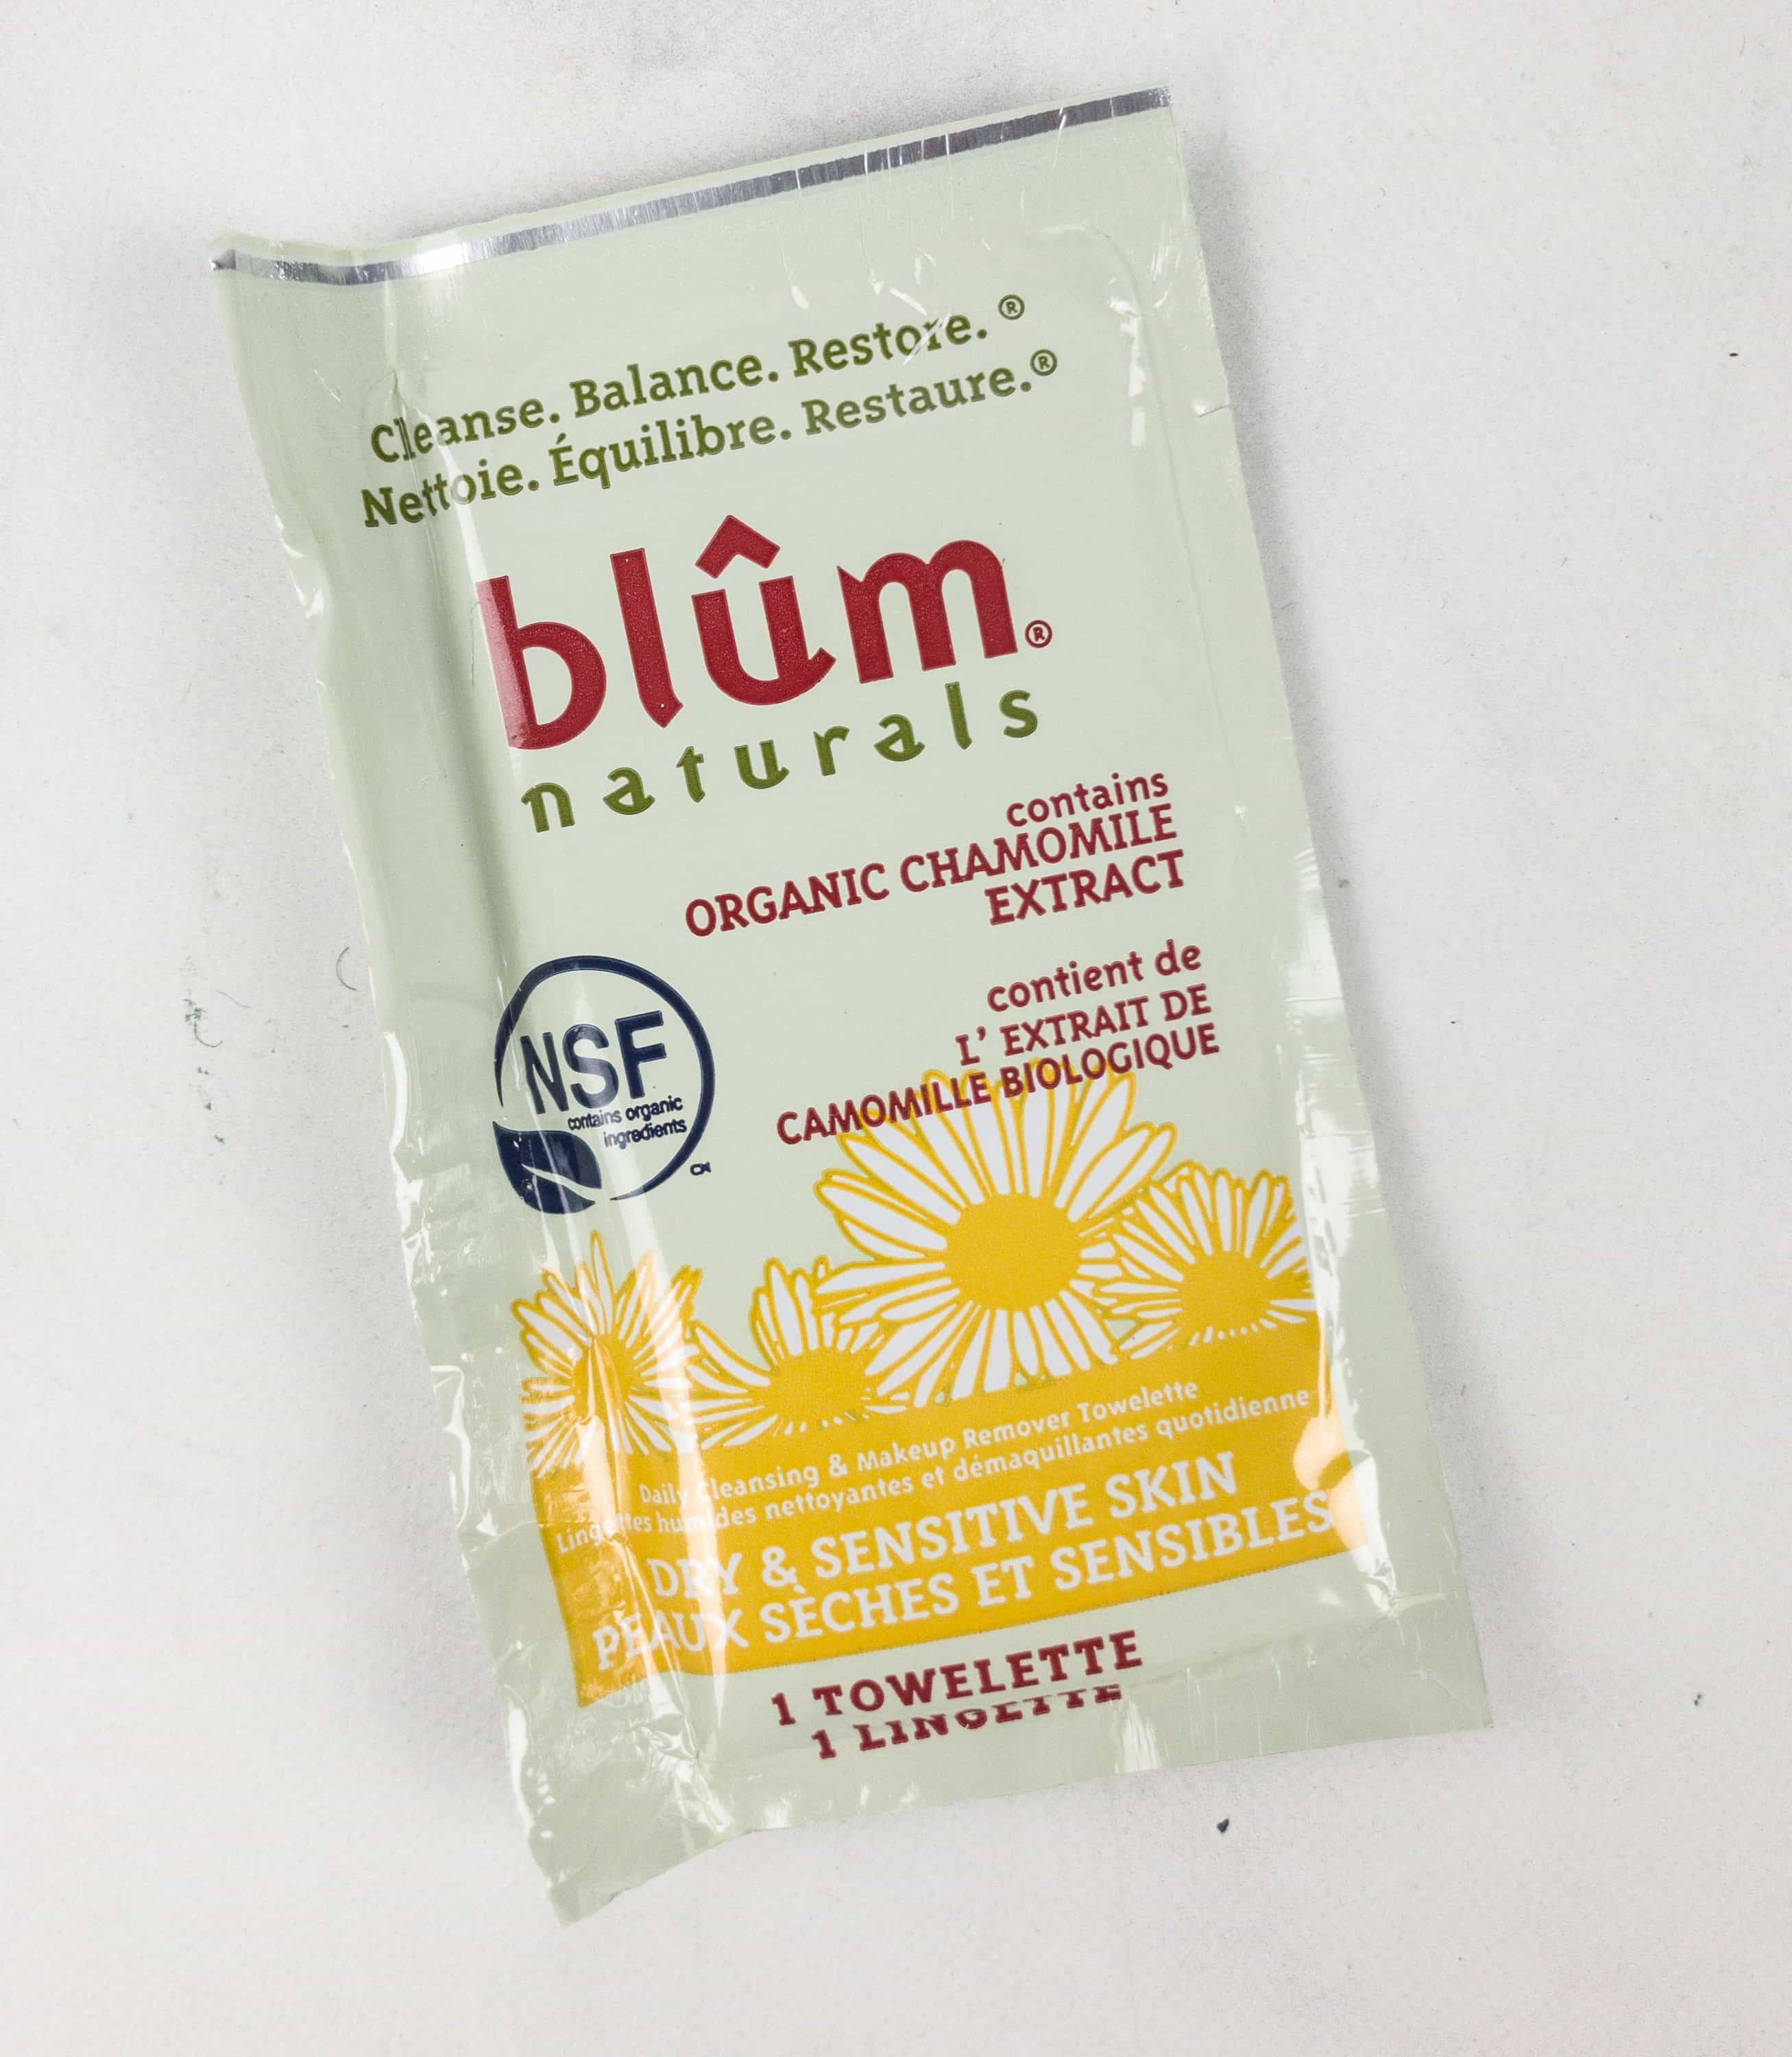 Cleanse. Balance. Restore.®
Nettoie. Équilibre. Restaure.®
blûm®
naturals
contains
ORGANIC CHAMOMILE
EXTRACT
contient de
L' EXTRAIT DE
CAMOMILLE BIOLOGIQUE
NSF
contains organic
ingredients
Daily Cleansing & Makeup Remover Towelette
Lingettes humides nettoyantes et démaquillantes quotidienne
DRY & SENSITIVE SKIN
PEAUX SÈCHES ET SENSIBLES
1 TOWELETTE
1 LINGETTE